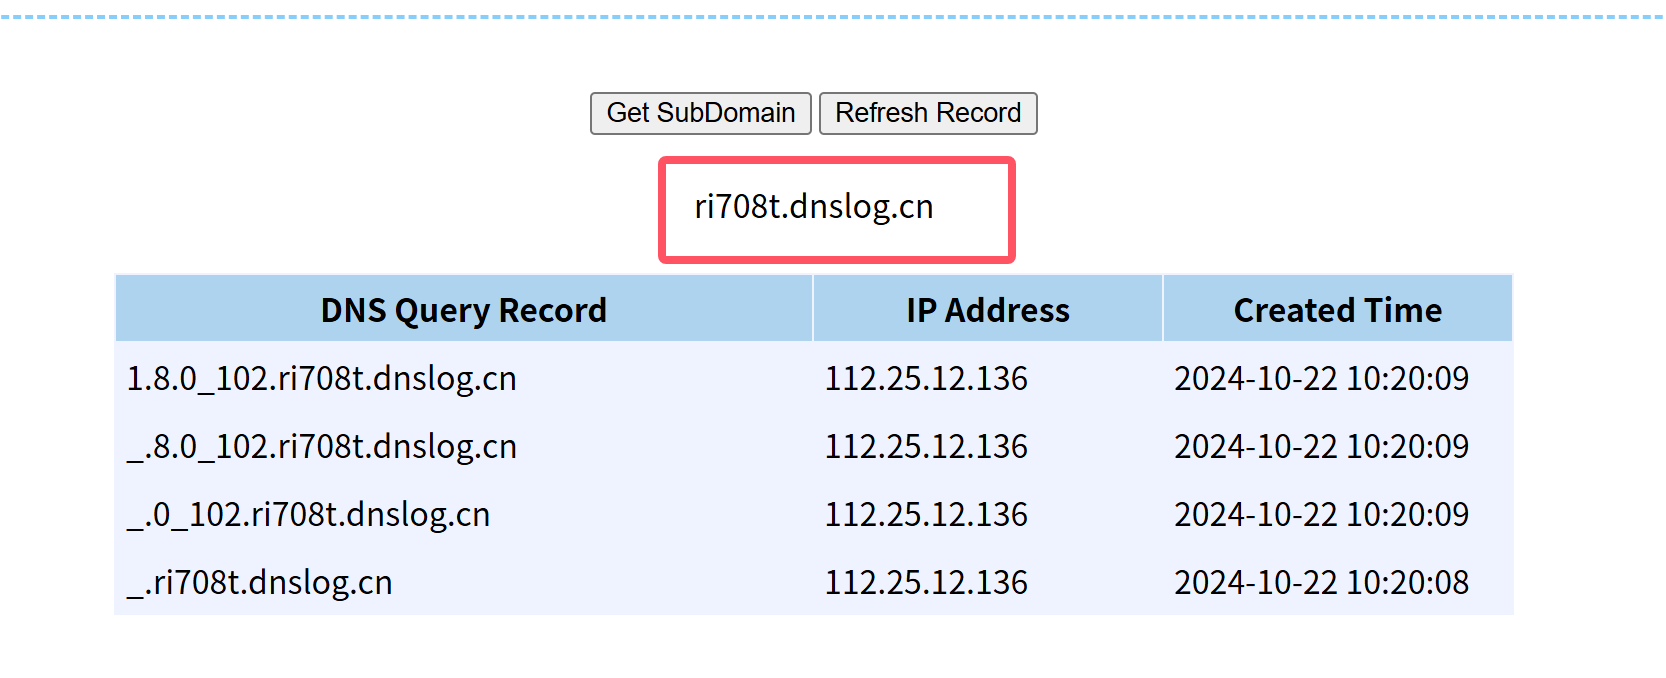 Get SubDomain Refresh Record
ri708t.dnslog.cn
DNS Query Record IP Address Created Time
1.8.0_102.ri708t.dnslog.cn 112.25.12.136 2024-10-22 10:20:09
_.8.0_102.ri708t.dnslog.cn 112.25.12.136 2024-10-22 10:20:09
_.0_102.ri708t.dnslog.cn 112.25.12.136 2024-10-22 10:20:09
_.ri708t.dnslog.cn 112.25.12.136 2024-10-22 10:20:08